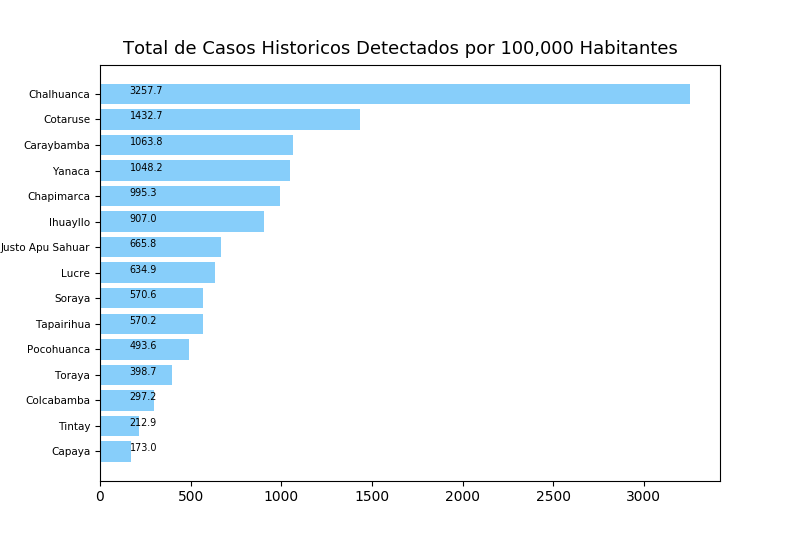 Total de Casos Historicos Detectados por 100,000 Habitantes
Chalhuanca 3257.7
Cotaruse 1432.7
Caraybamba 1063.8
Yanaca 1048.2
Chapimarca 995.3
Ihuayllo 907.0
Justo Apu Sahuar 665.8
Lucre 634.9
Soraya 570.6
Tapairihua 570.2
Pocohuanca 493.6
Toraya 398.7
Colcabamba 297.2
Tintay 212.9
Capaya 173.0
0 500 1000 1500 2000 2500 3000